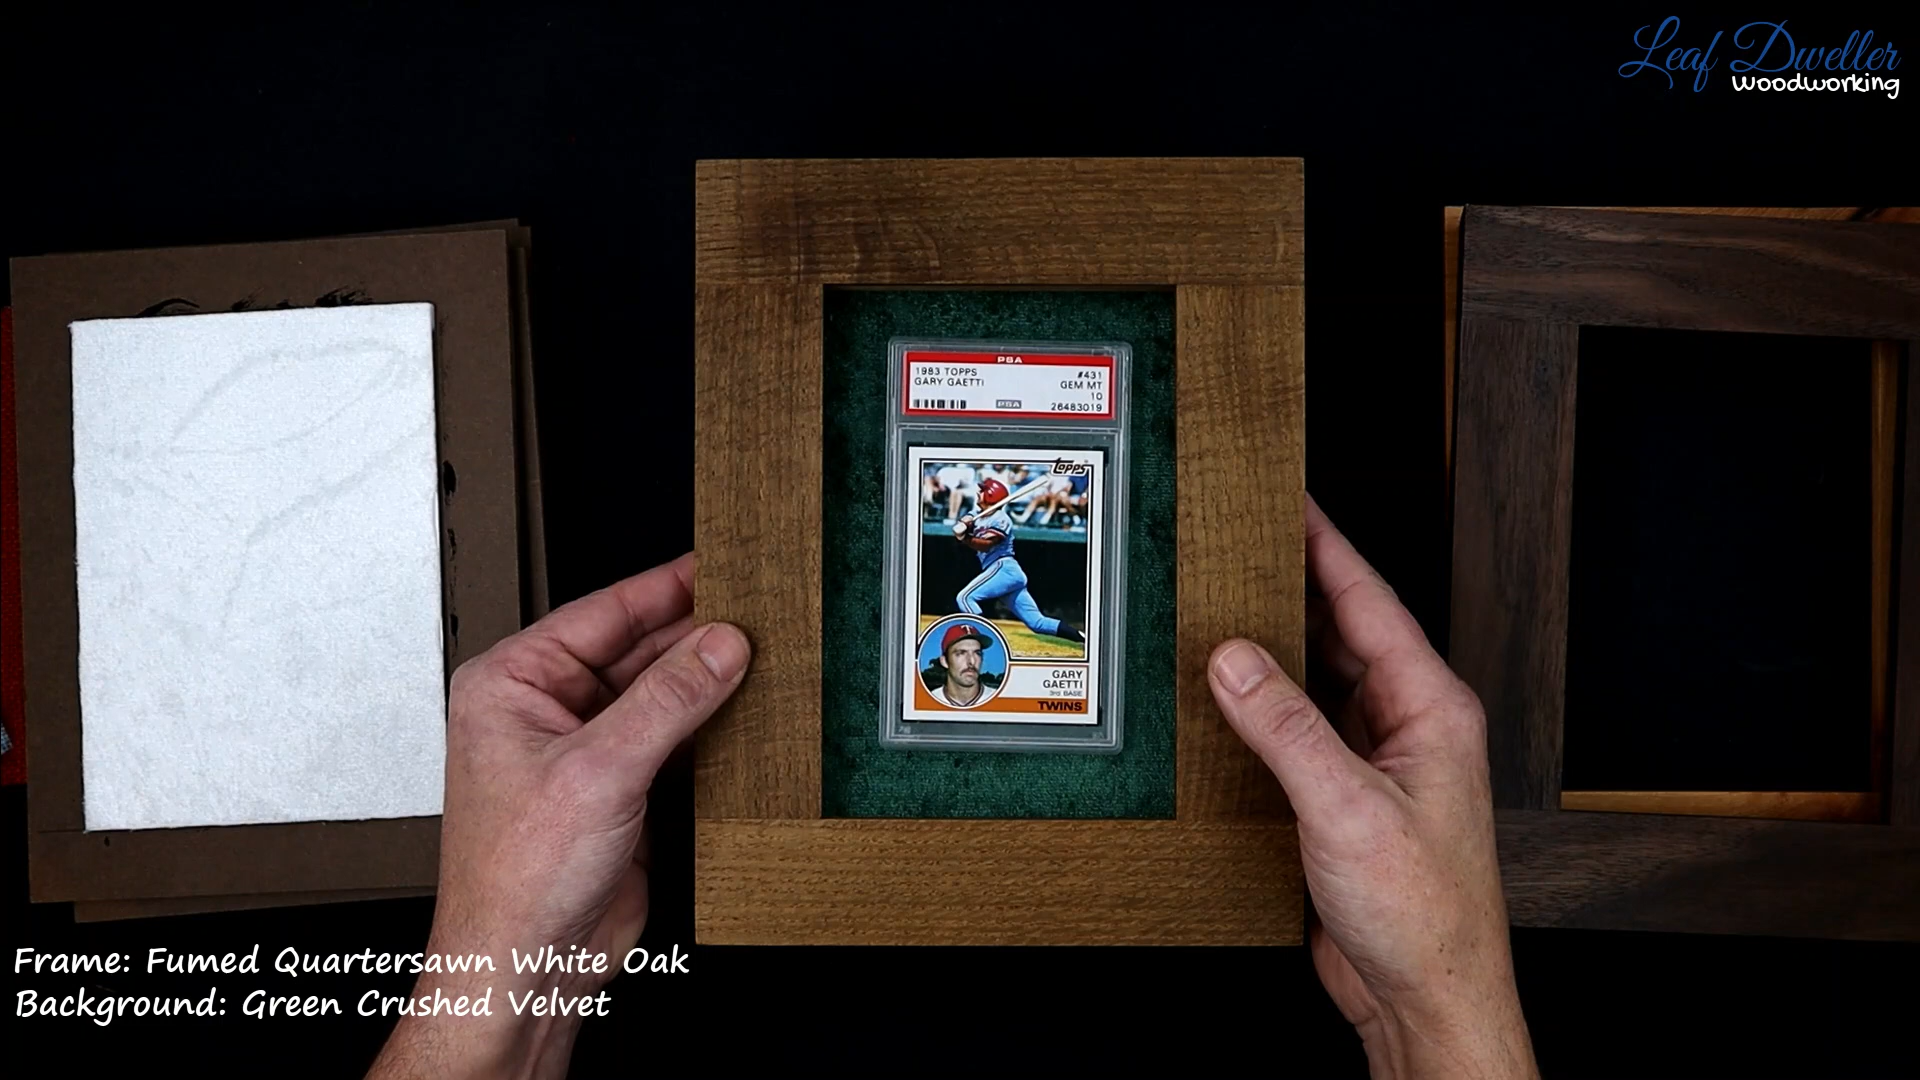 Leaf Dweller
Woodworking
PSA
1983 TOPPS #431
GARY GAETTI GEM MT
10
PSA 26483019
Topps
T
GARY
GAETTI
3rd BASE
TWINS
Frame: Fumed Quartersawn White Oak
Background: Green Crushed Velvet